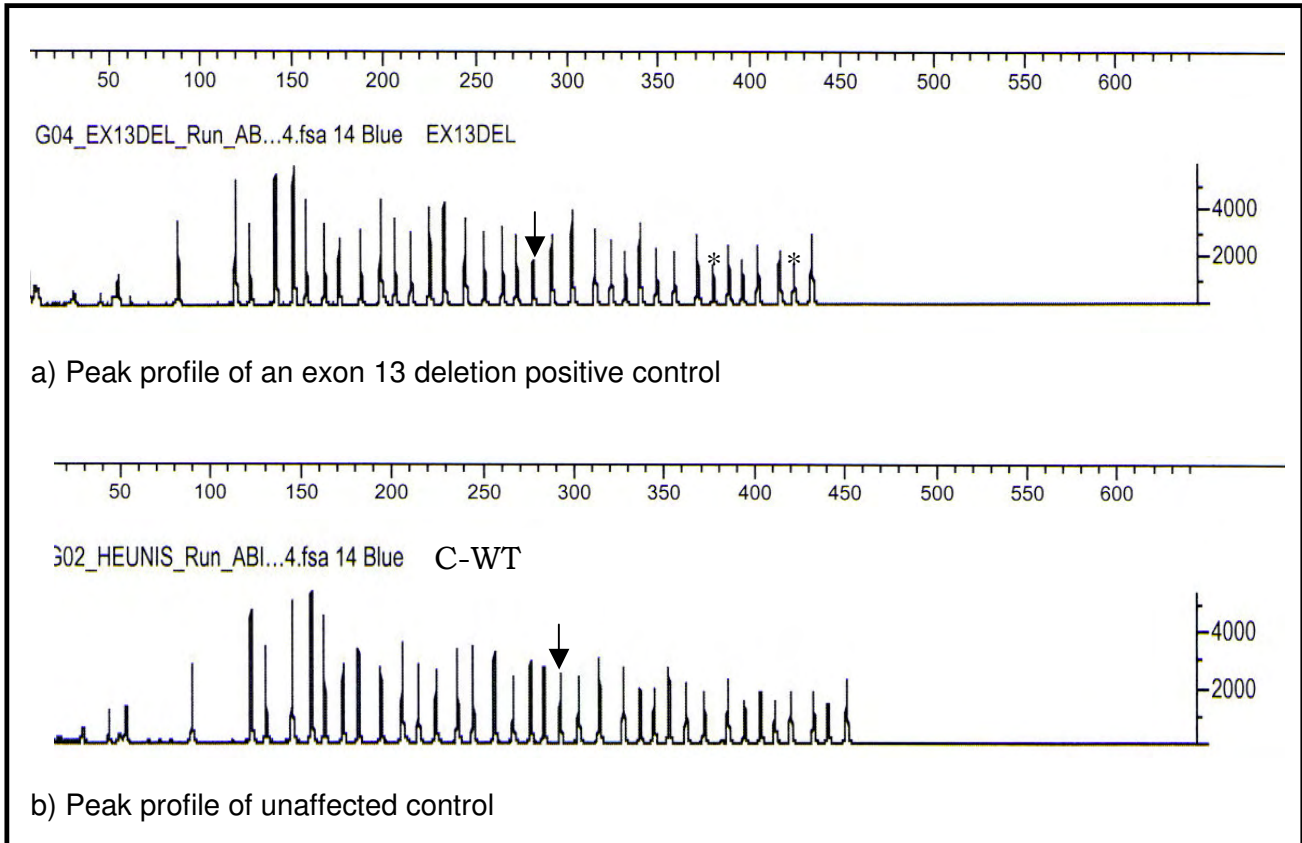 50 100 150 200 250 300 350 400 450 500 550 600
G04_EX13DEL_Run_AB...4.fsa 14 Blue EX13DEL
4000
2000
* *
a) Peak profile of an exon 13 deletion positive control
50 100 150 200 250 300 350 400 450 500 550 600
G02_HEUNIS_Run_ABI...4.fsa 14 Blue C-WT
4000
2000
b) Peak profile of unaffected control